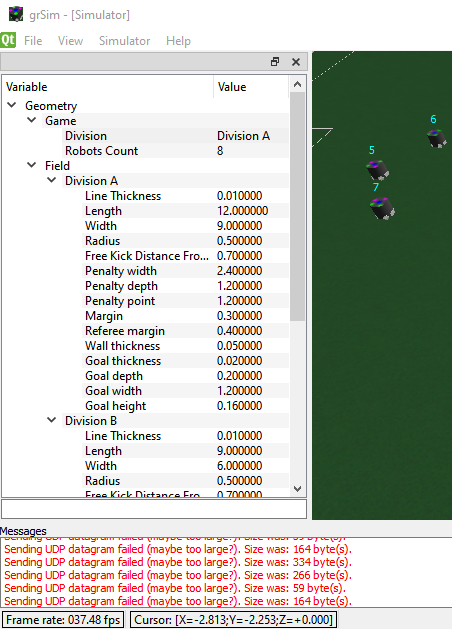 grSim - [Simulator]
Qt File View Simulator Help
Variable Value
Geometry
Game
Division Division A
Robots Count 8
Field
Division A
Line Thickness 0.010000
Length 12.000000
Width 9.000000
Radius 0.500000
Free Kick Distance Fro... 0.700000
Penalty width 2.400000
Penalty depth 1.200000
Penalty point 1.200000
Margin 0.300000
Referee margin 0.400000
Wall thickness 0.050000
Goal thickness 0.020000
Goal depth 0.200000
Goal width 1.200000
Goal height 0.160000
Division B
Line Thickness 0.010000
Length 9.000000
Width 6.000000
Radius 0.500000
Free Kick Distance Fro... 0.700000
6
5
7
Messages
Sending UDP datagram failed (maybe too large?). Size was: 59 byte(s).
Sending UDP datagram failed (maybe too large?). Size was: 164 byte(s).
Sending UDP datagram failed (maybe too large?). Size was: 334 byte(s).
Sending UDP datagram failed (maybe too large?). Size was: 266 byte(s).
Sending UDP datagram failed (maybe too large?). Size was: 59 byte(s).
Sending UDP datagram failed (maybe too large?). Size was: 164 byte(s).
Frame rate: 037.48 fps Cursor: [X=-2.813;Y=-2.253;Z=+0.000]